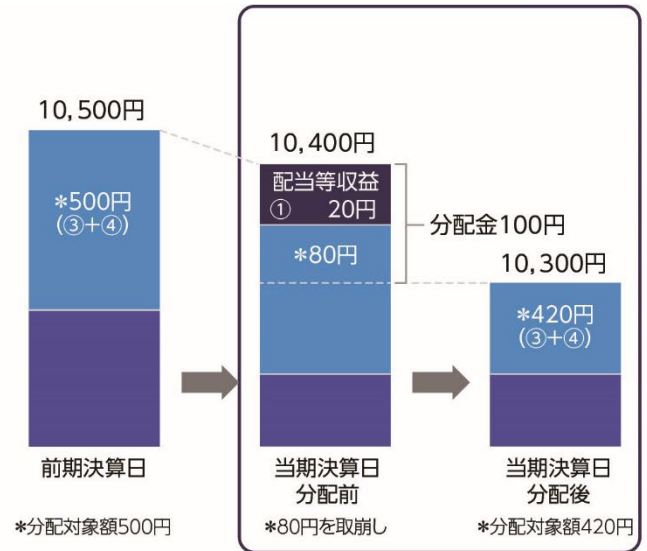 10,500円
*500円
(③+④)
前期決算日
*分配対象額500円
10,400円
配当等収益
① 20円
*80円
分配金100円
当期決算日
分配前
*80円を取崩し
10,300円
*420円
(③+④)
当期決算日
分配後
*分配対象額420円